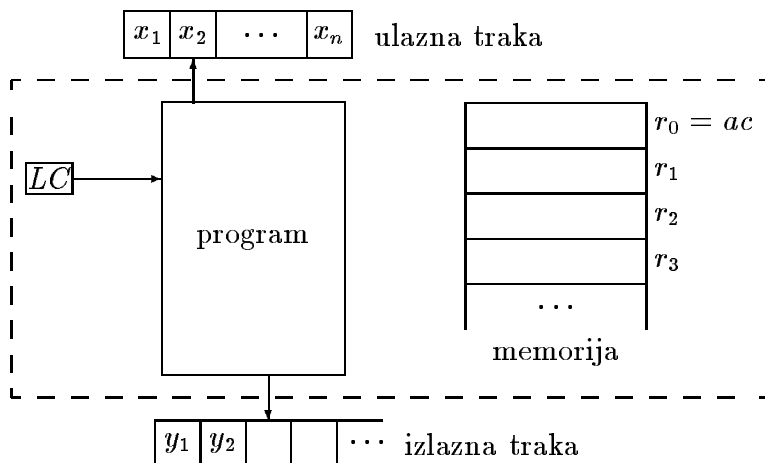 x₁ x₂ ··· xₙ ulazna traka
r₀ = ac
LC
r₁
program
r₂
r₃
···
memorija
y₁ y₂ ··· izlazna traka